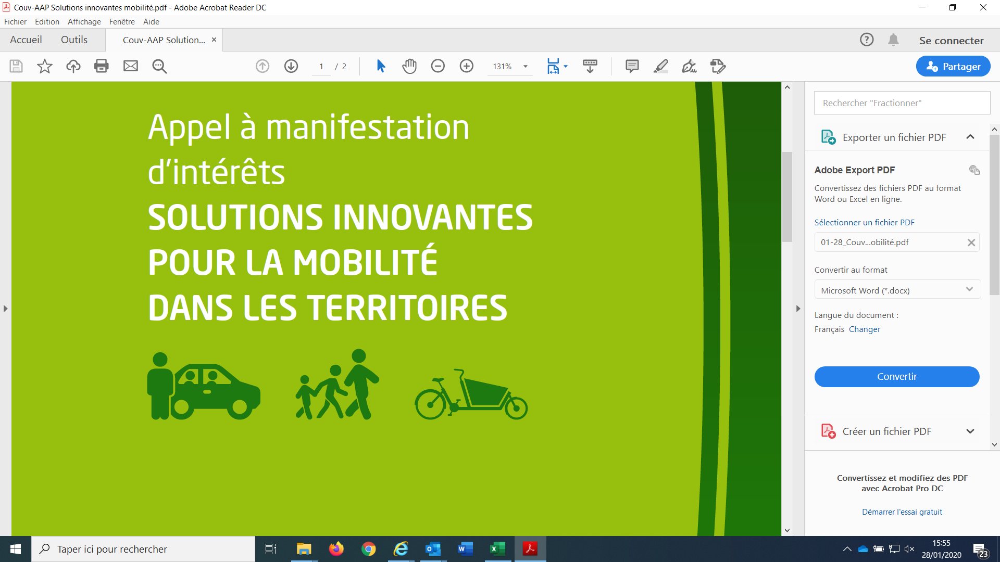 Couv-AAP Solutions innovantes mobilité.pdf - Adobe Acrobat Reader DC
Fichier Edition Affichage Fenêtre Aide
Accueil Outils Couv-AAP Solution... × Se connecter
1 / 2 131% Partager
Appel à manifestation
d'intérêts
SOLUTIONS INNOVANTES
POUR LA MOBILITÉ
DANS LES TERRITOIRES
Rechercher "Fractionner"
Exporter un fichier PDF
Adobe Export PDF
Convertissez des fichiers PDF au format
Word ou Excel en ligne.
Sélectionner un fichier PDF
01-28_Couv...obilité.pdf
Convertir au format
Microsoft Word (*.docx)
Langue du document :
Français Changer
Convertir
Créer un fichier PDF
Convertissez et modifiez des PDF
avec Acrobat Pro DC
Démarrer l'essai gratuit
Taper ici pour rechercher
15:55
28/01/2020
23